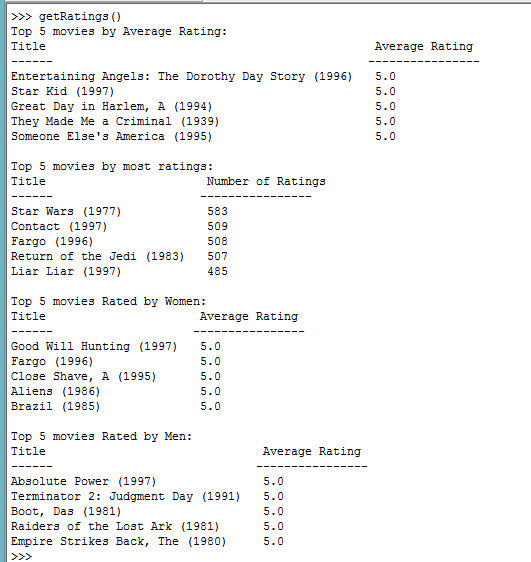 >>> getRatings()
Top 5 movies by Average Rating:
Title Average Rating
------ ----------------
Entertaining Angels: The Dorothy Day Story (1996) 5.0
Star Kid (1997) 5.0
Great Day in Harlem, A (1994) 5.0
They Made Me a Criminal (1939) 5.0
Someone Else's America (1995) 5.0
Top 5 movies by most ratings:
Title Number of Ratings
------ ----------------
Star Wars (1977) 583
Contact (1997) 509
Fargo (1996) 508
Return of the Jedi (1983) 507
Liar Liar (1997) 485
Top 5 movies Rated by Women:
Title Average Rating
------ ----------------
Good Will Hunting (1997) 5.0
Fargo (1996) 5.0
Close Shave, A (1995) 5.0
Aliens (1986) 5.0
Brazil (1985) 5.0
Top 5 movies Rated by Men:
Title Average Rating
------ ----------------
Absolute Power (1997) 5.0
Terminator 2: Judgment Day (1991) 5.0
Boot, Das (1981) 5.0
Raiders of the Lost Ark (1981) 5.0
Empire Strikes Back, The (1980) 5.0
>>>